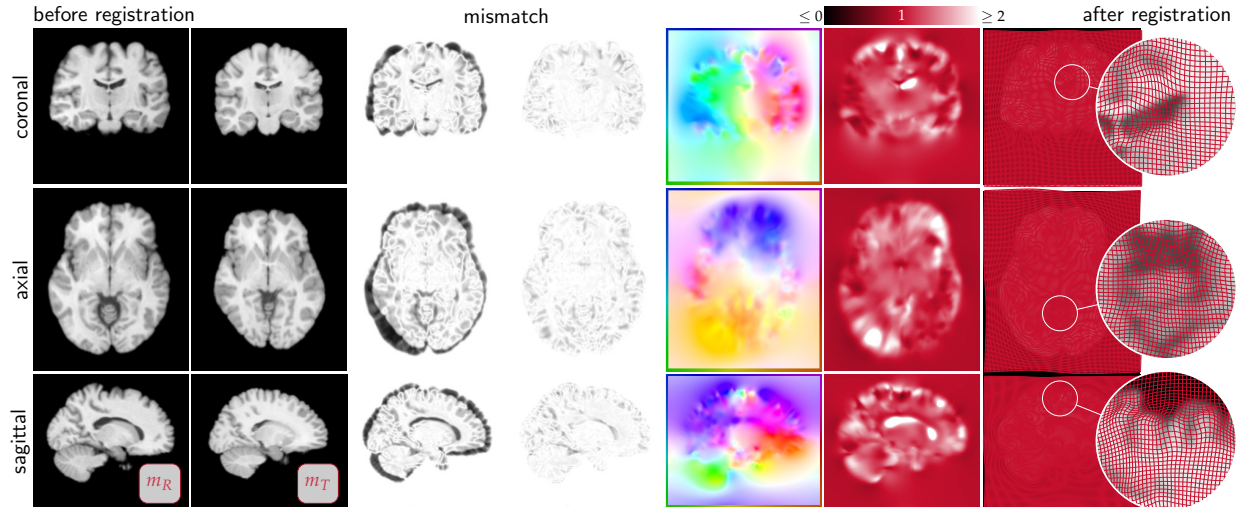 before registration
mismatch
≤ 0
1
≥ 2
after registration
coronal
axial
sagittal
m_R
m_T